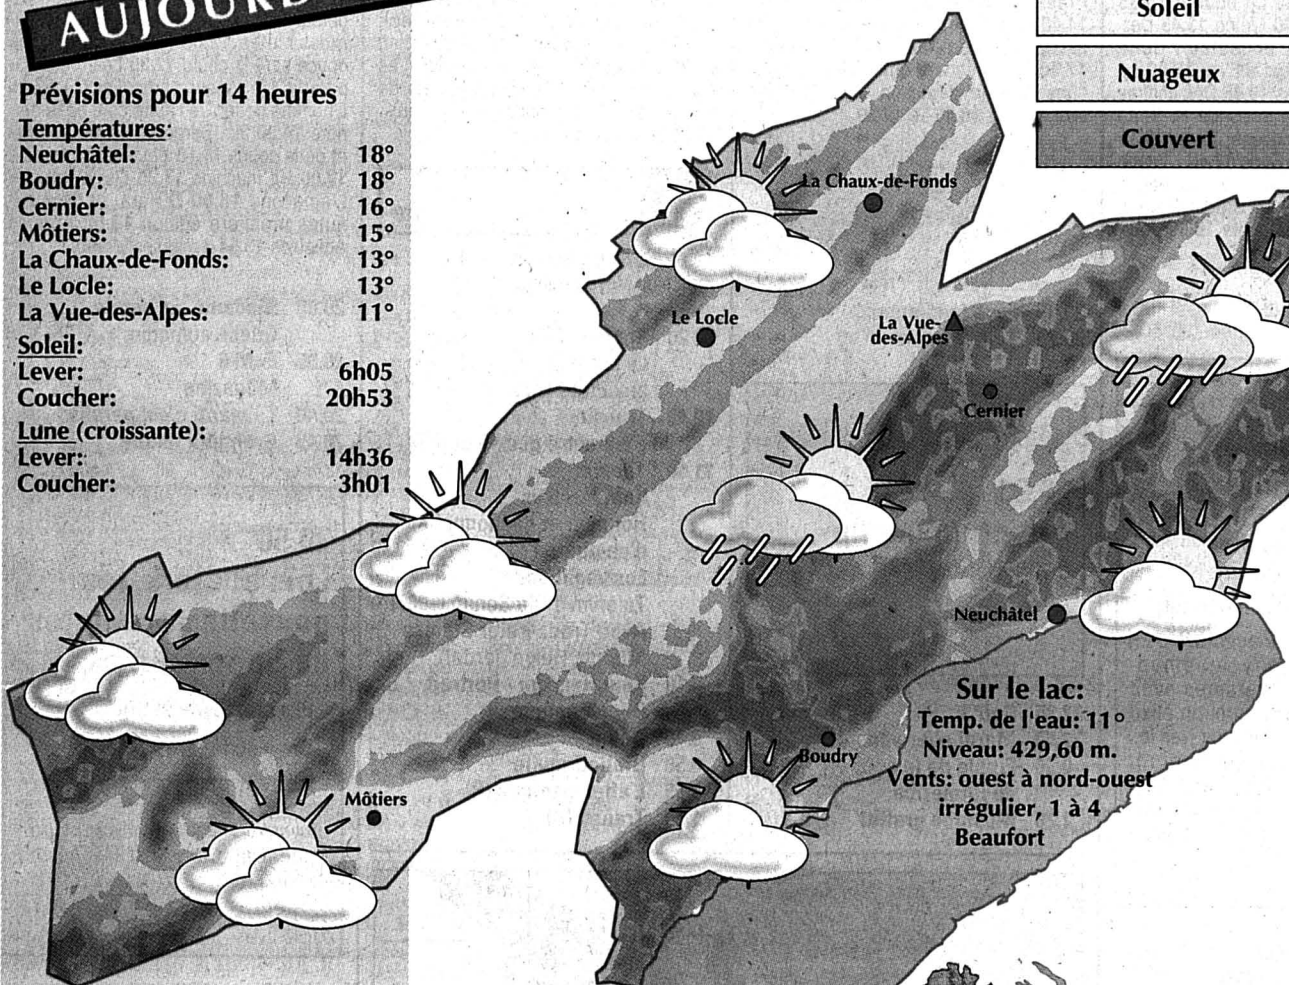 AUJOURD
Prévisions pour 14 heures
Températures:
Neuchâtel: 18°
Boudry: 18°
Cernier: 16°
Môtiers: 15°
La Chaux-de-Fonds: 13°
Le Locle: 13°
La Vue-des-Alpes: 11°
Soleil:
Lever: 6h05
Coucher: 20h53
Lune (croissante):
Lever: 14h36
Coucher: 3h01
Soleil
Nuageux
Couvert
La Chaux-de-Fonds
Le Locle
La Vue-
des-Alpes
Cernier
Neuchâtel
Boudry
Môtiers
Sur le lac:
Temp. de l'eau: 11°
Niveau: 429,60 m.
Vents: ouest à nord-ouest
irrégulier, 1 à 4
Beaufort